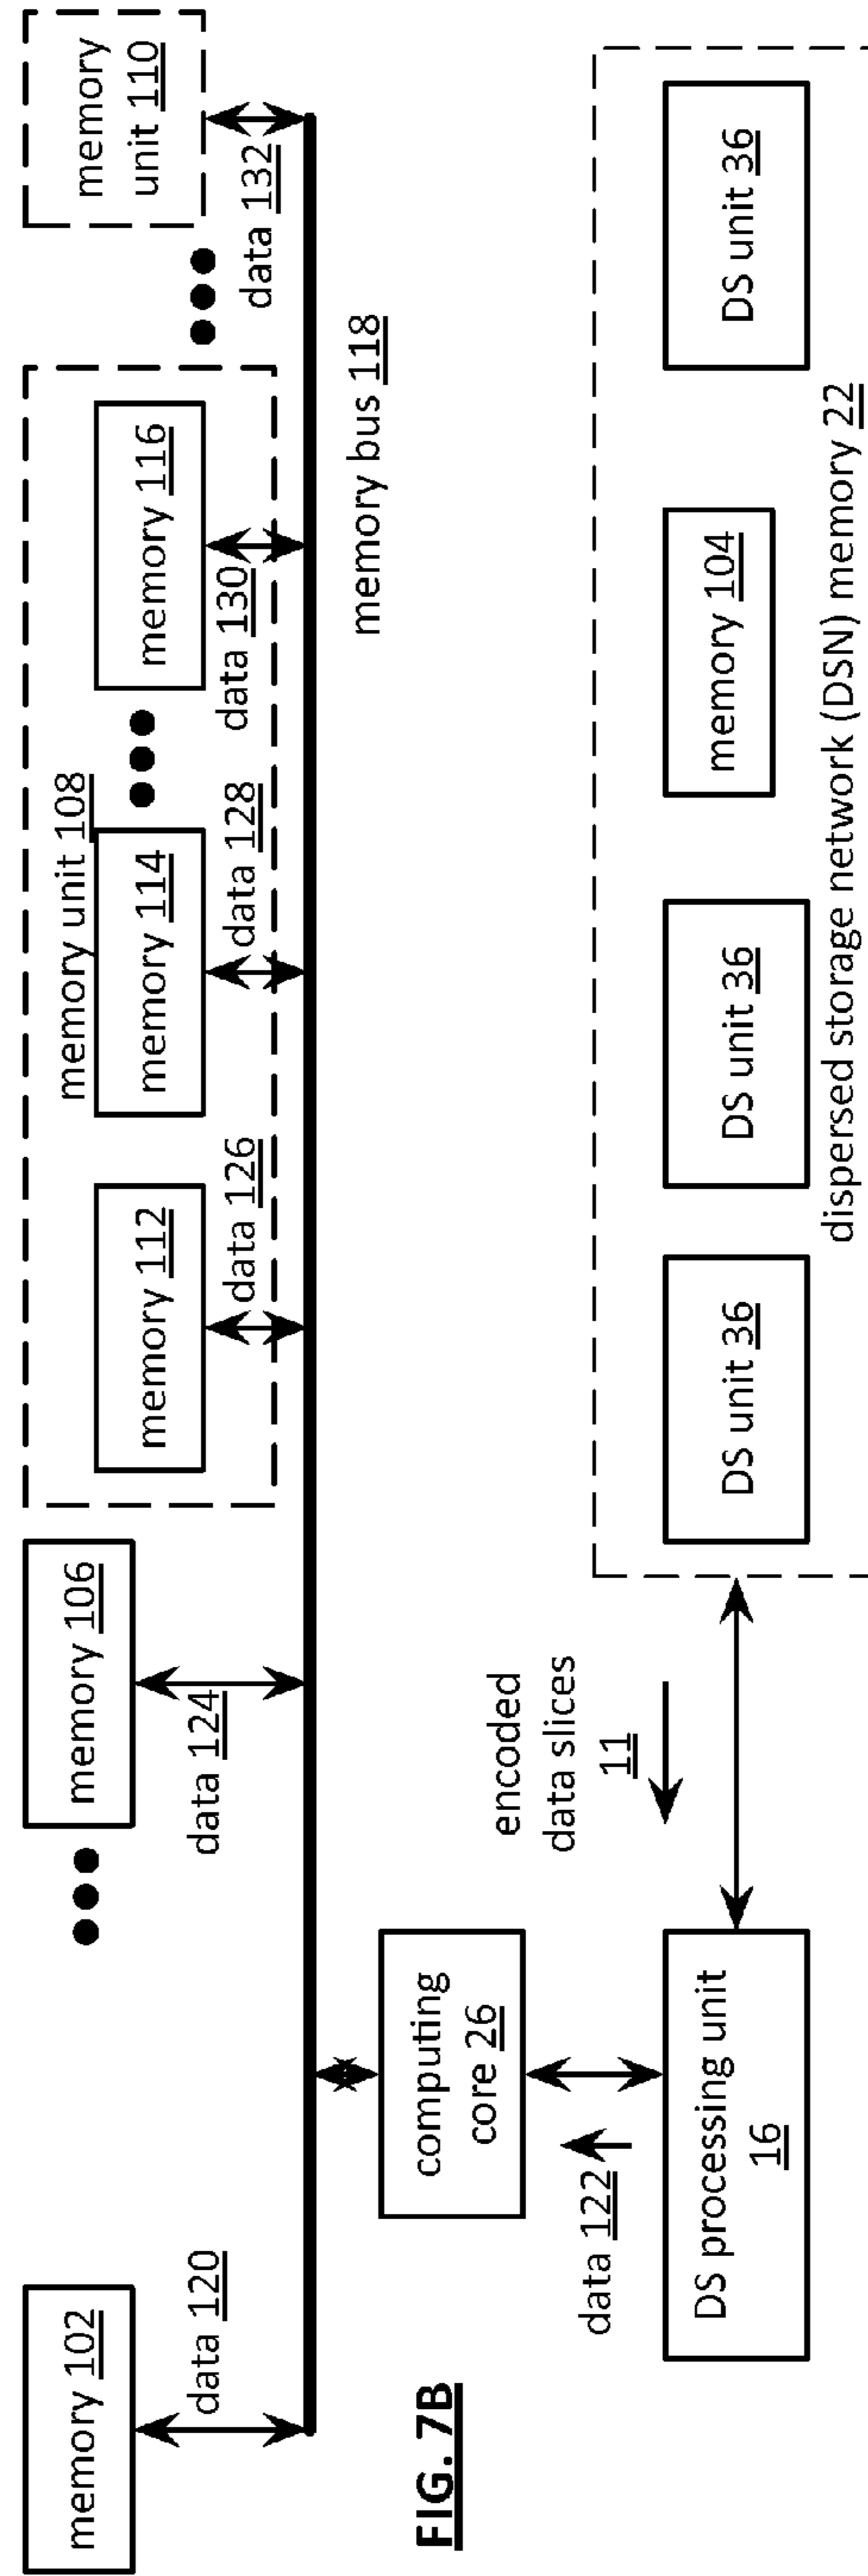 memory 102
data 120
memory 106
data 124
memory unit 108
memory 112
data 126
memory 114
data 128
memory 116
data 130
memory
unit 110
data 132
memory bus 118
computing
core 26
data 122
DS processing unit
16
encoded
data slices
11
DS unit 36
DS unit 36
memory 104
DS unit 36
dispersed storage network (DSN) memory 22
FIG. 7B